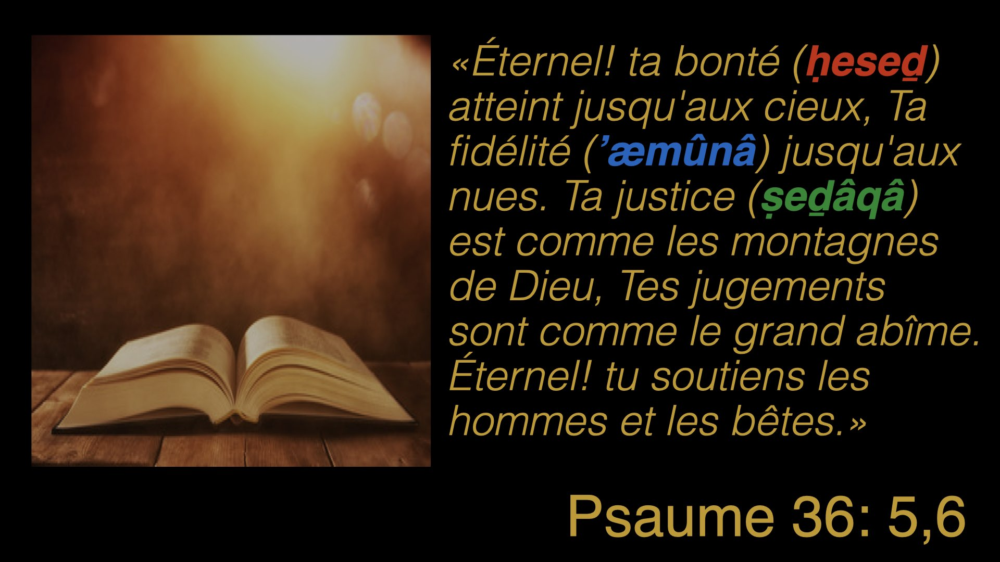 «Éternel! ta bonté (ḥeseḏ)
atteint jusqu'aux cieux, Ta
fidélité (’æmûnâ) jusqu'aux
nues. Ta justice (ṣeḏâqâ)
est comme les montagnes
de Dieu, Tes jugements
sont comme le grand abîme.
Éternel! tu soutiens les
hommes et les bêtes.»
Psaume 36: 5,6